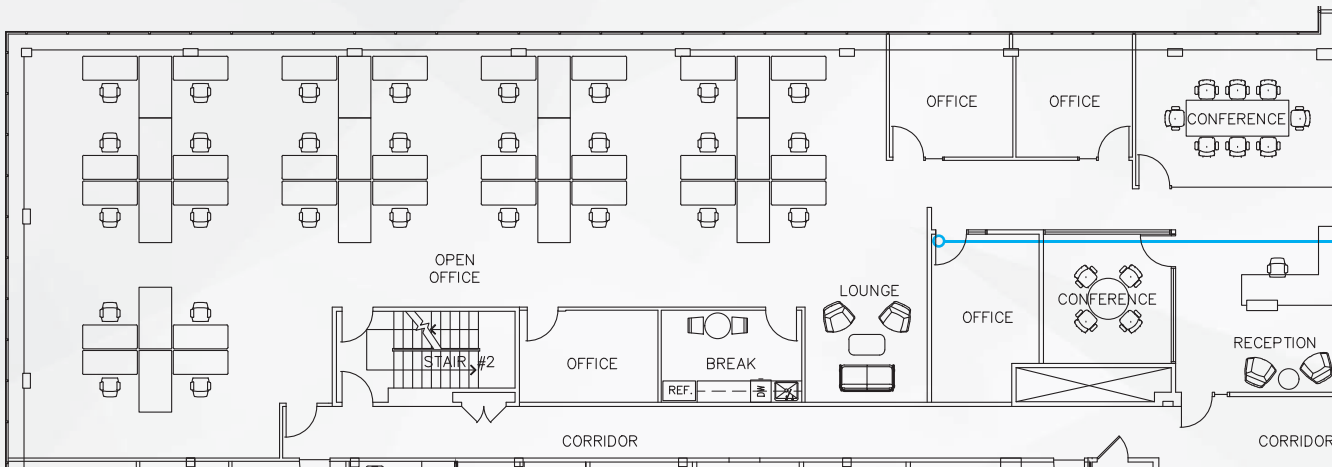 OFFICE
OFFICE
CONFERENCE
OPEN
OFFICE
LOUNGE
CONFERENCE
OFFICE
RECEPTION
STAIR #2
OFFICE
BREAK
REF.
DW
CORRIDOR
CORRIDOR